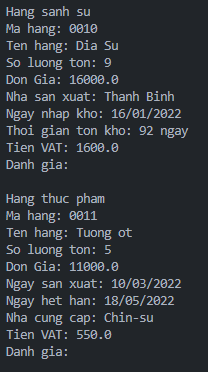 Hang sanh su
Ma hang: 0010
Ten hang: Dia Su
So luong ton: 9
Don Gia: 16000.0
Nha san xuat: Thanh Binh
Ngay nhap kho: 16/01/2022
Thoi gian ton kho: 92 ngay
Tien VAT: 1600.0
Danh gia:

Hang thuc pham
Ma hang: 0011
Ten hang: Tuong ot
So luong ton: 5
Don Gia: 11000.0
Ngay san xuat: 10/03/2022
Ngay het han: 18/05/2022
Nha cung cap: Chin-su
Tien VAT: 550.0
Danh gia: